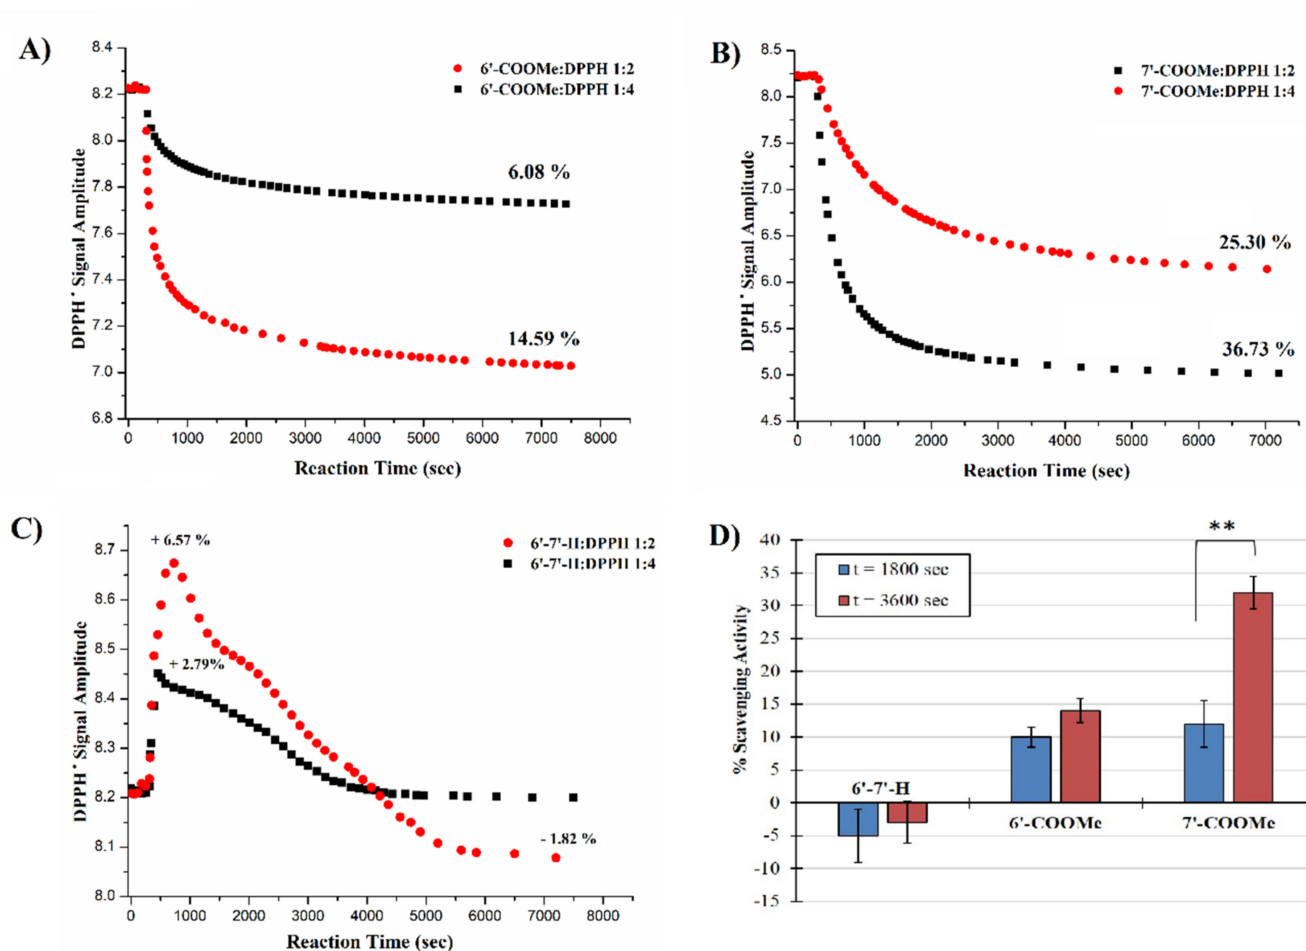 A)
8.4
8.2
8.0
7.8
7.6
7.4
7.2
7.0
6.8
DPPH• Signal Amplitude
6'-COOMe:DPPH 1:2
6'-COOMe:DPPH 1:4
6.08 %
14.59 %
0 1000 2000 3000 4000 5000 6000 7000 8000
Reaction Time (sec)
B)
8.5
8.0
7.5
7.0
6.5
6.0
5.5
5.0
4.5
DPPH• Signal Amplitude
7'-COOMe:DPPH 1:2
7'-COOMe:DPPH 1:4
25.30 %
36.73 %
0 1000 2000 3000 4000 5000 6000 7000
Reaction Time (sec)
C)
8.7
8.6
8.5
8.4
8.3
8.2
8.1
8.0
DPPH• Signal Amplitude
+ 6.57 %
6'-7'-H:DPPH 1:2
6'-7'-H:DPPH 1:4
+ 2.79%
- 1.82 %
0 1000 2000 3000 4000 5000 6000 7000 8000
Reaction Time (sec)
D)
40
35
30
25
20
15
10
5
0
-5
-10
-15
% Scavenging Activity
t = 1800 sec
t = 3600 sec
**
6'-7'-H
6'-COOMe
7'-COOMe